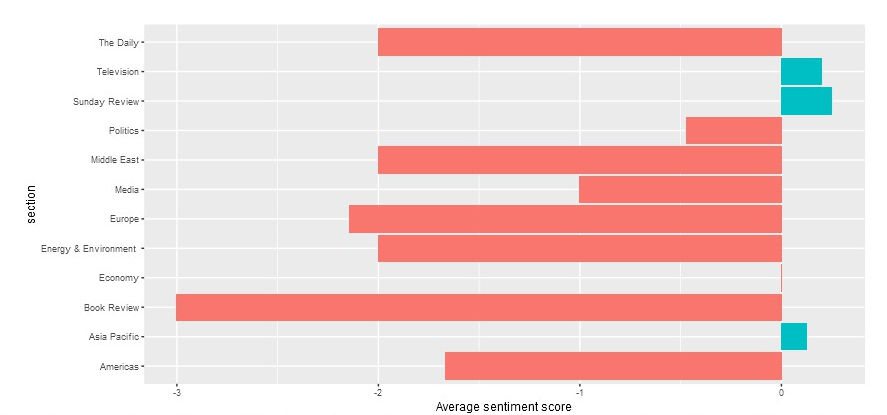 The Daily
Television
Sunday Review
Politics
Middle East
Media
Europe
Energy & Environment
Economy
Book Review
Asia Pacific
Americas
section
-3 -2 -1 0
Average sentiment score